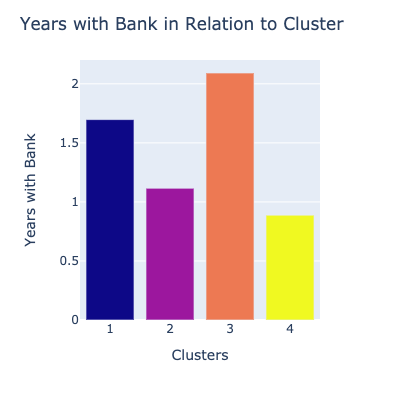 Years with Bank in Relation to Cluster
Years with Bank
2
1.5
1
0.5
0
1 2 3 4
Clusters